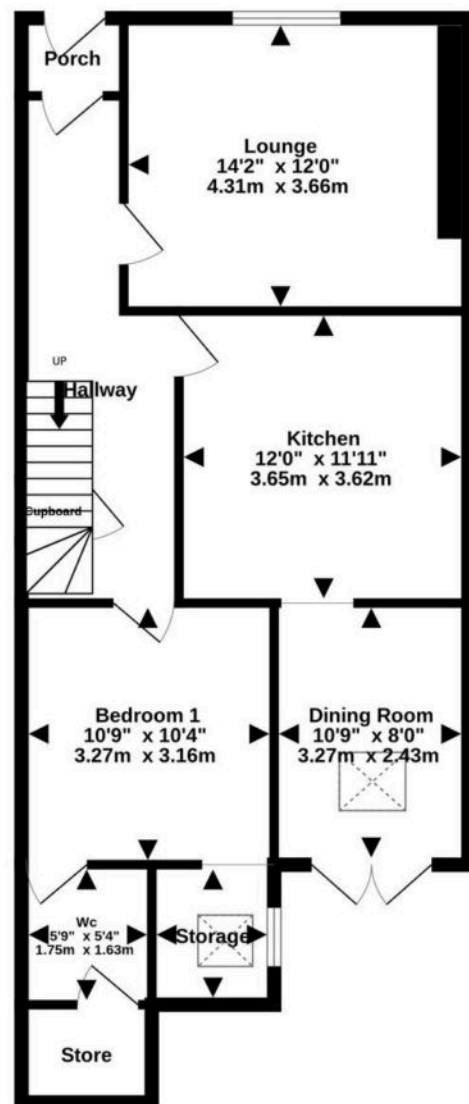 Porch
Lounge
14'2" x 12'0"
4.31m x 3.66m
UP
Hallway
Kitchen
12'0" x 11'11"
3.65m x 3.62m
Cupboard
Bedroom 1
10'9" x 10'4"
3.27m x 3.16m
Dining Room
10'9" x 8'0"
3.27m x 2.43m
Wc
5'9" x 5'4"
1.75m x 1.63m
Storage
Store